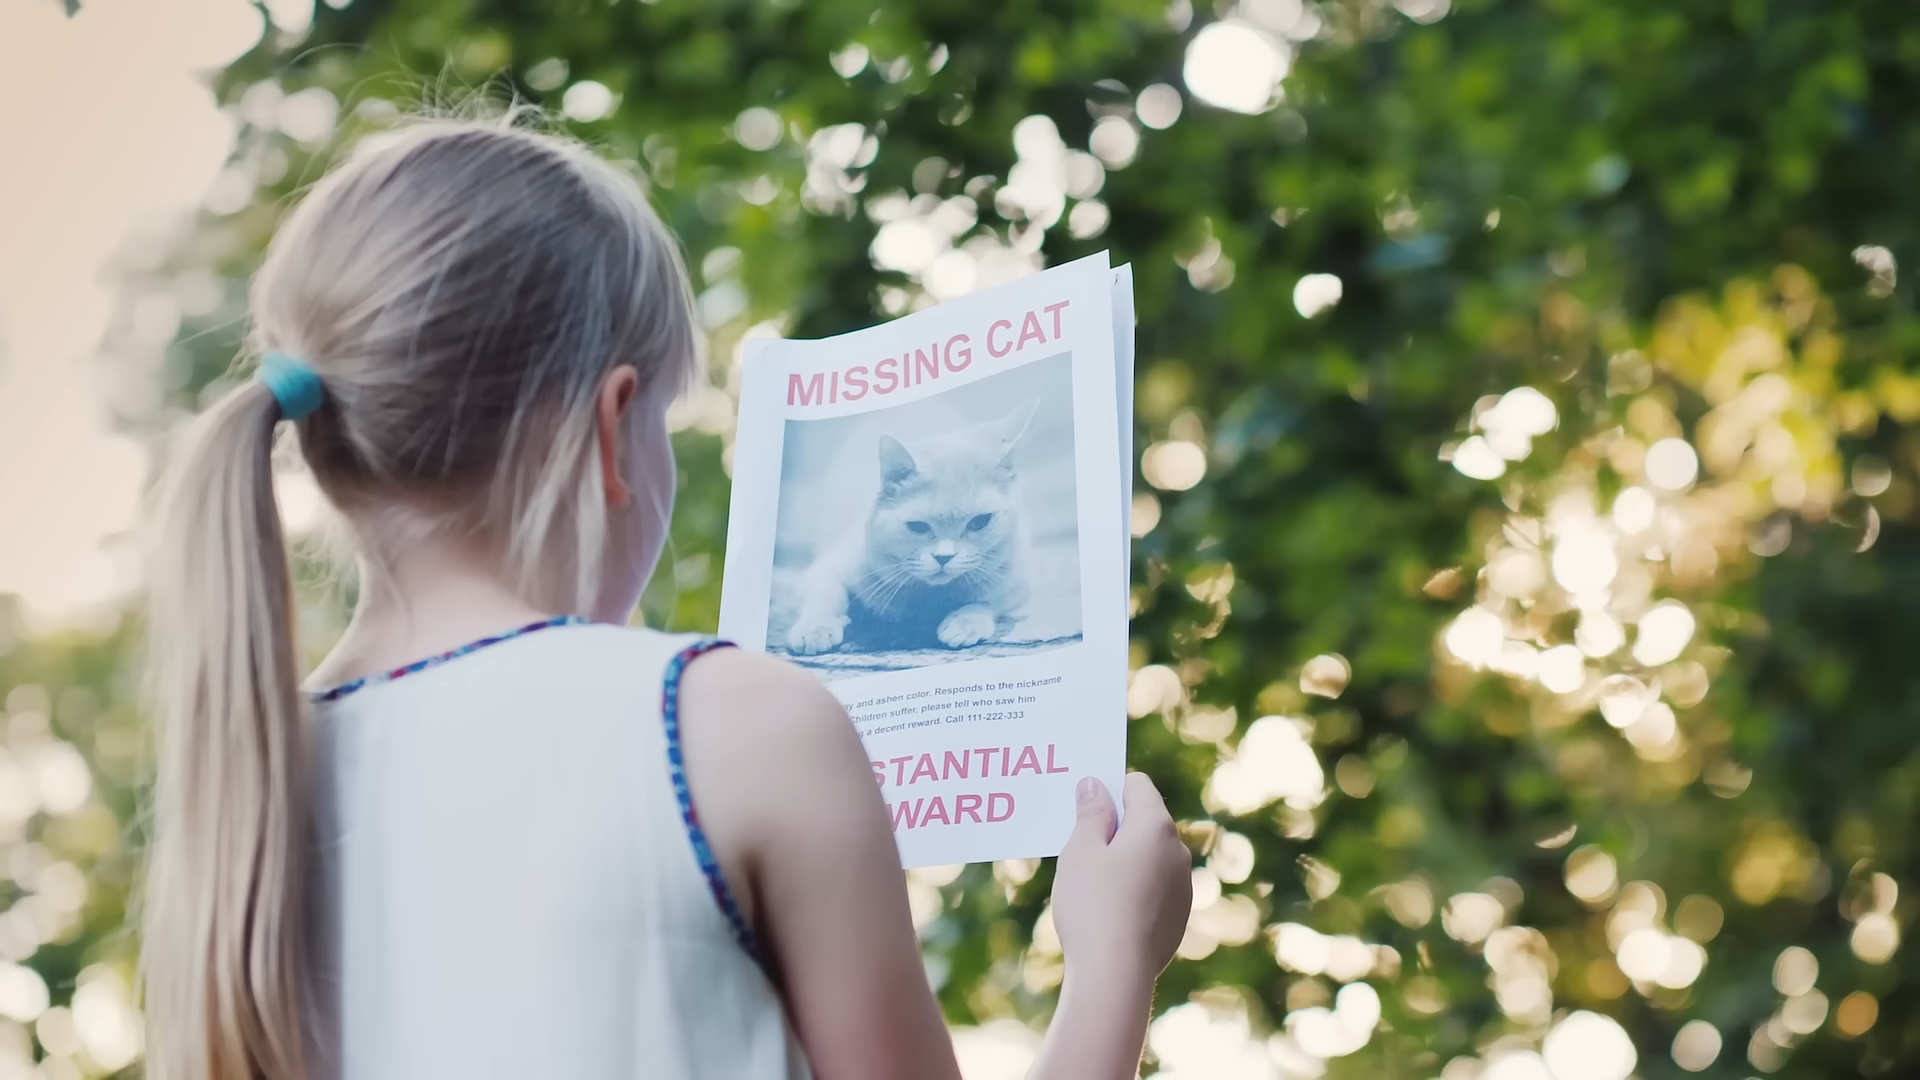 MISSING CAT
and ashen color. Responds to the nickname
children suffer, please tell who saw him
a decent reward. Call 111-222-333
STANTIAL
WARD